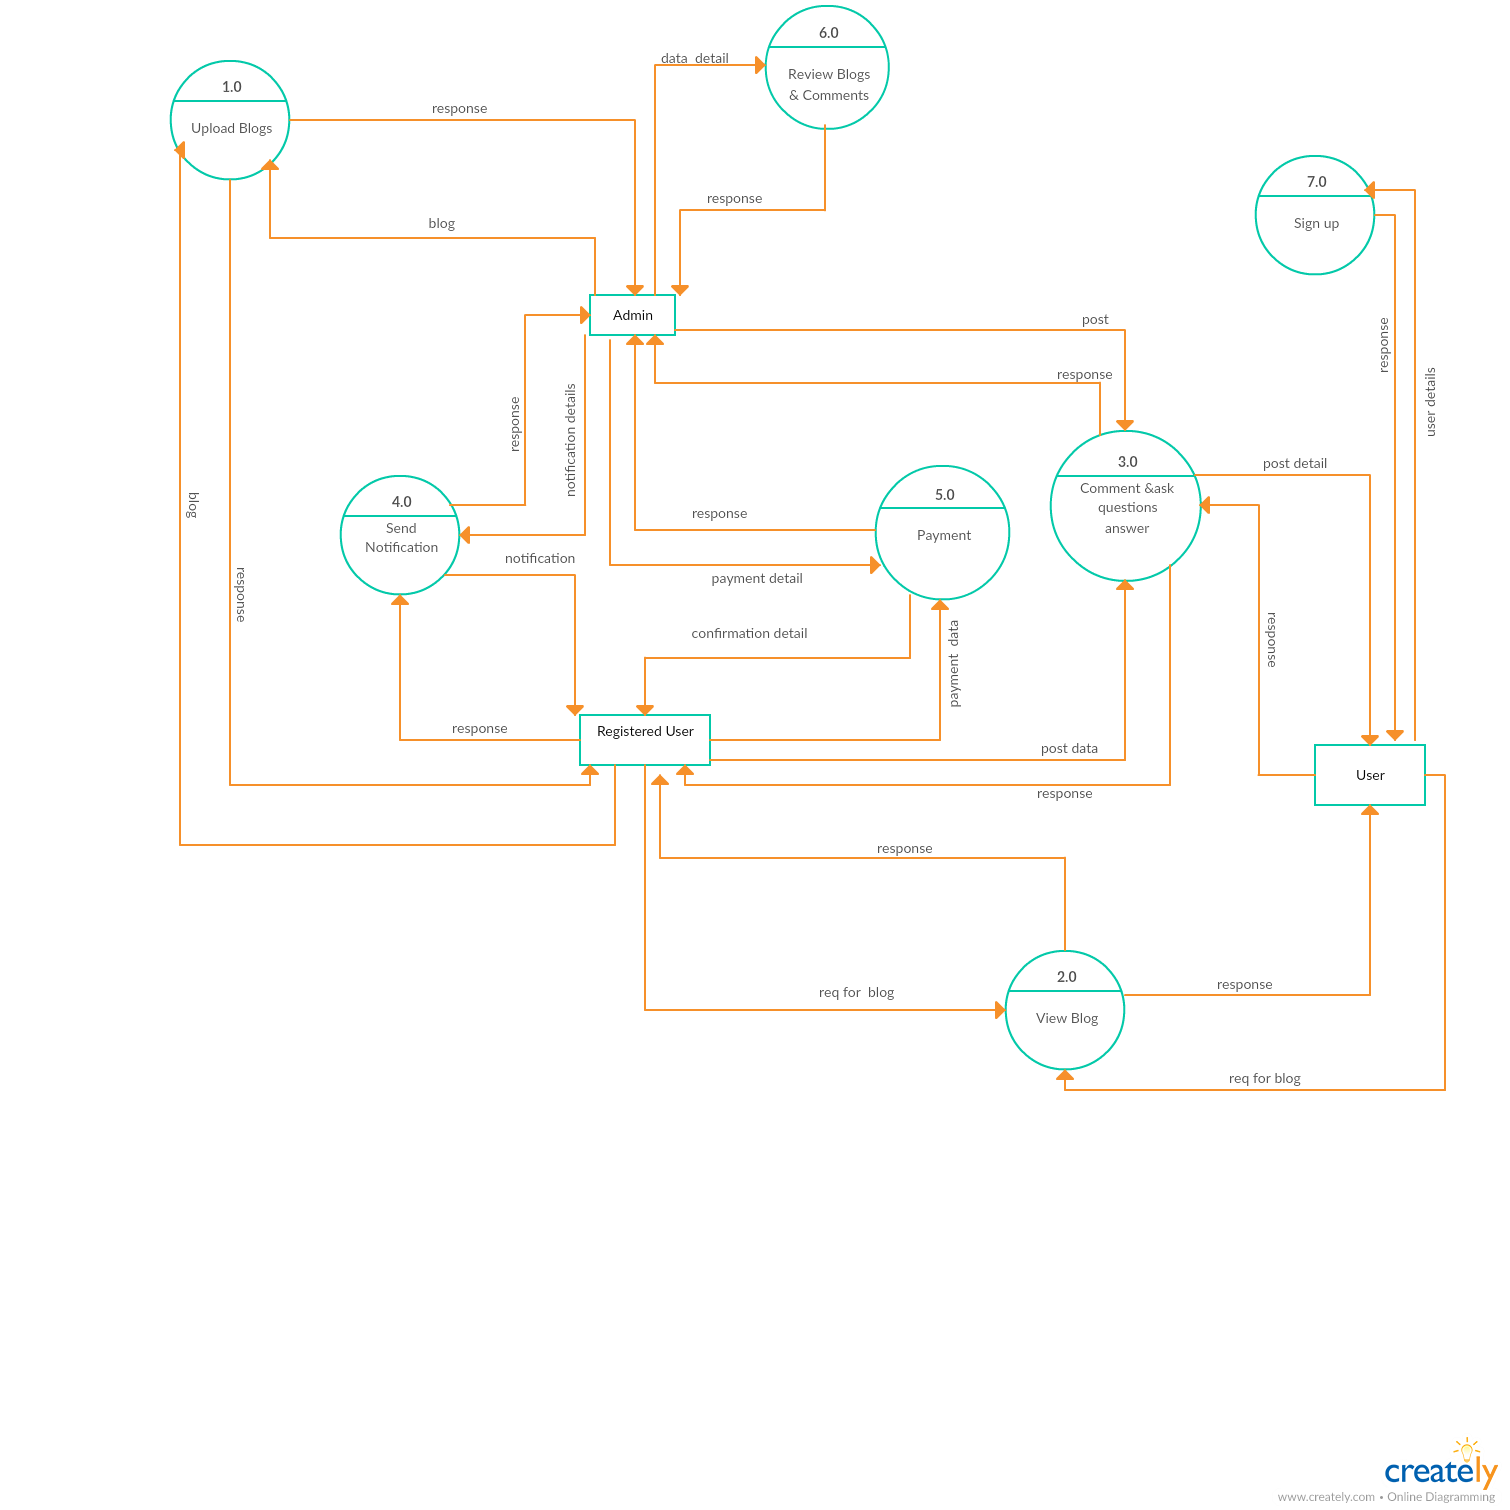 6.0
Review Blogs
& Comments
data  detail
1.0
Upload Blogs
response
response
blog
7.0
Sign up
Admin
post
response
response
user details
response
notification details
3.0
Comment &ask
questions
answer
post detail
4.0
Send
Notification
5.0
Payment
response
blog
notification
payment detail
response
response
confirmation detail
payment  data
response
Registered User
post data
response
User
response
req for  blog
2.0
View Blog
response
req for blog
creately
www.creately.com • Online Diagramming